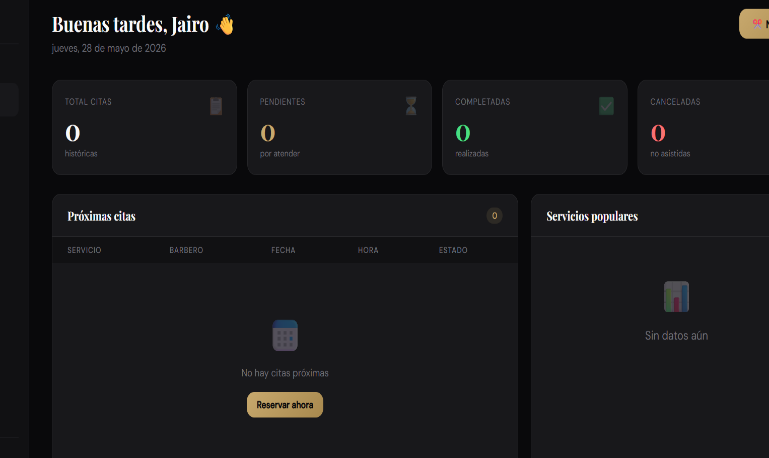 Buenas tardes, Jairo 👋
jueves, 28 de mayo de 2026
TOTAL CITAS
0
históricas
PENDIENTES
0
por atender
COMPLETADAS
0
realizadas
CANCELADAS
0
no asistidas
Próximas citas
0
SERVICIO BARBERO FECHA HORA ESTADO
No hay citas próximas
Reservar ahora
Servicios populares
Sin datos aún